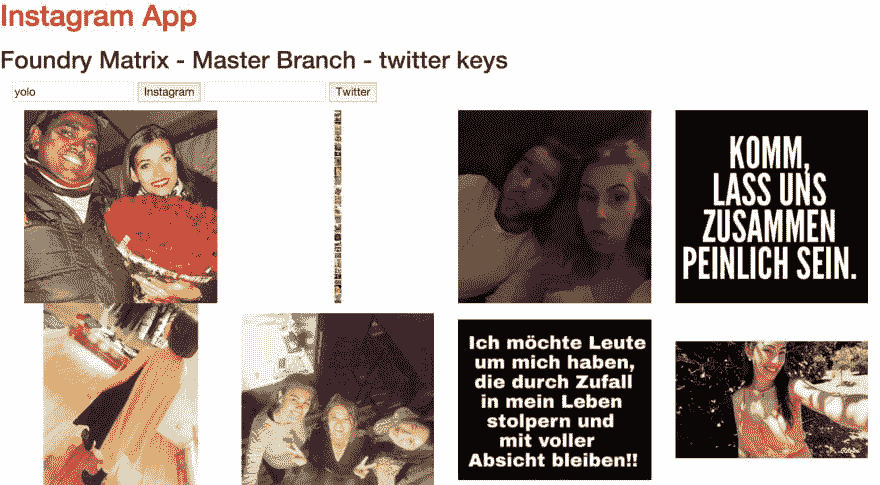 Instagram App
Foundry Matrix - Master Branch - twitter keys
yolo Instagram Twitter
KOMM,
LASS UNS
ZUSAMMEN
PEINLICH SEIN.
Ich möchte Leute
um mich haben,
die durch Zufall
in mein Leben
stolpern und
mit voller
Absicht bleiben!!